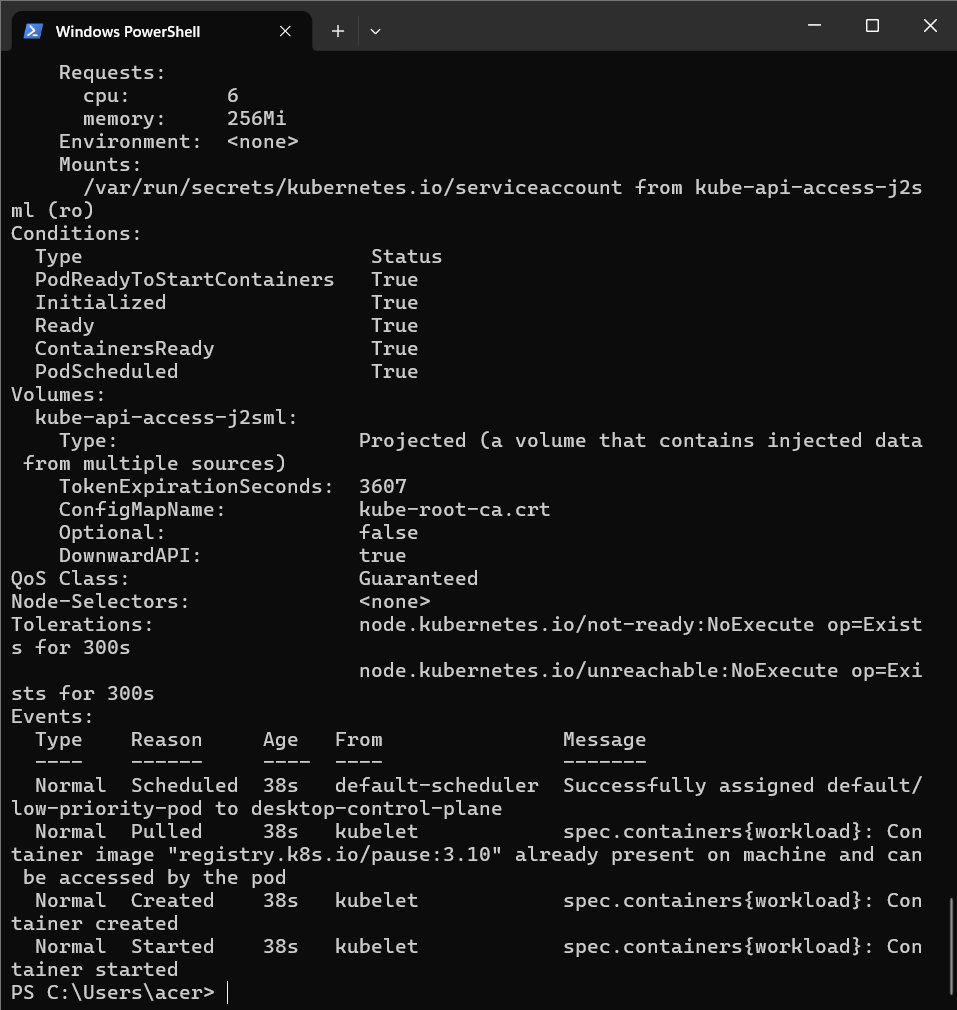 Windows PowerShell
    Requests:
      cpu:        6
      memory:     256Mi
    Environment:  <none>
    Mounts:
      /var/run/secrets/kubernetes.io/serviceaccount from kube-api-access-j2s
ml (ro)
Conditions:
  Type                        Status
  PodReadyToStartContainers   True
  Initialized                 True
  Ready                       True
  ContainersReady             True
  PodScheduled                True
Volumes:
  kube-api-access-j2sml:
    Type:                    Projected (a volume that contains injected data
 from multiple sources)
    TokenExpirationSeconds:  3607
    ConfigMapName:           kube-root-ca.crt
    Optional:                false
    DownwardAPI:             true
QoS Class:                   Guaranteed
Node-Selectors:              <none>
Tolerations:                 node.kubernetes.io/not-ready:NoExecute op=Exist
s for 300s
                             node.kubernetes.io/unreachable:NoExecute op=Exi
sts for 300s
Events:
  Type    Reason     Age   From               Message
  ----    ------     ----  ----               -------
  Normal  Scheduled  38s   default-scheduler  Successfully assigned default/
low-priority-pod to desktop-control-plane
  Normal  Pulled     38s   kubelet            spec.containers{workload}: Con
tainer image "registry.k8s.io/pause:3.10" already present on machine and can
 be accessed by the pod
  Normal  Created    38s   kubelet            spec.containers{workload}: Con
tainer created
  Normal  Started    38s   kubelet            spec.containers{workload}: Con
tainer started
PS C:\Users\acer>